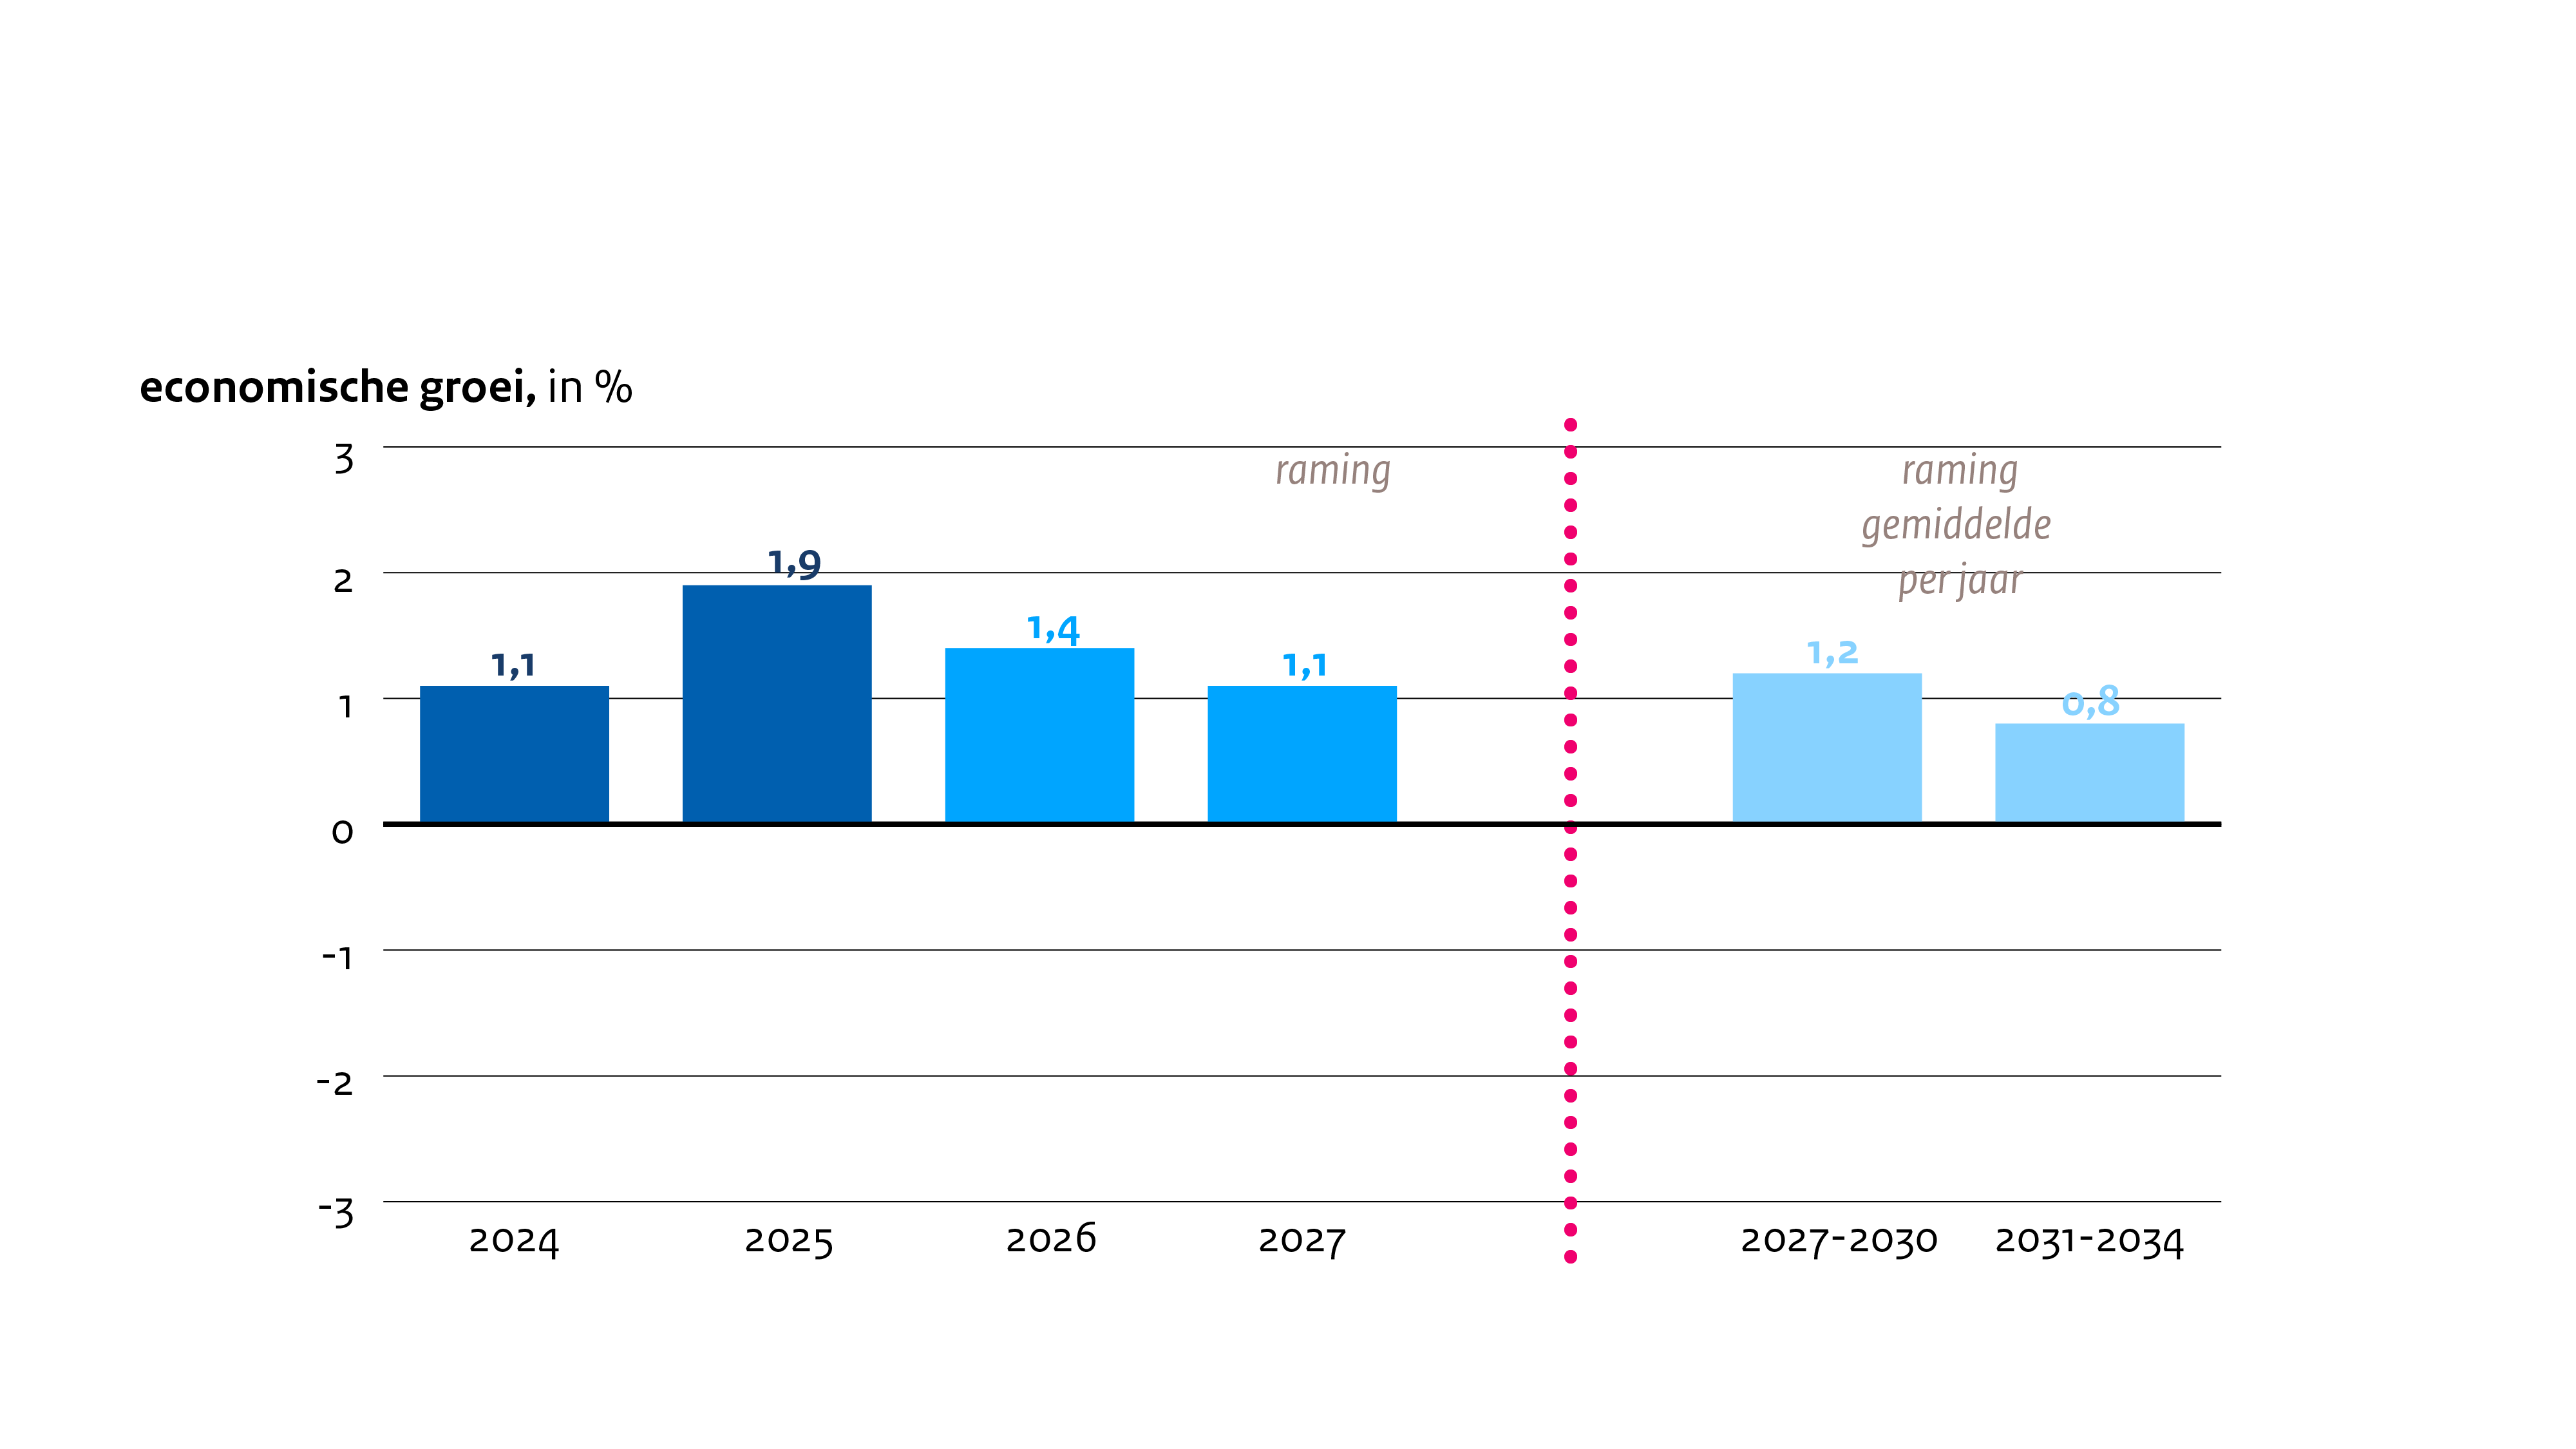 economische groei, in %
3
raming
raming
gemiddelde
per jaar
2
1,9
1,4
1,1
1,1
1,2
0,8
1
0
-1
-2
-3
2024 2025 2026 2027 2027-2030 2031-2034